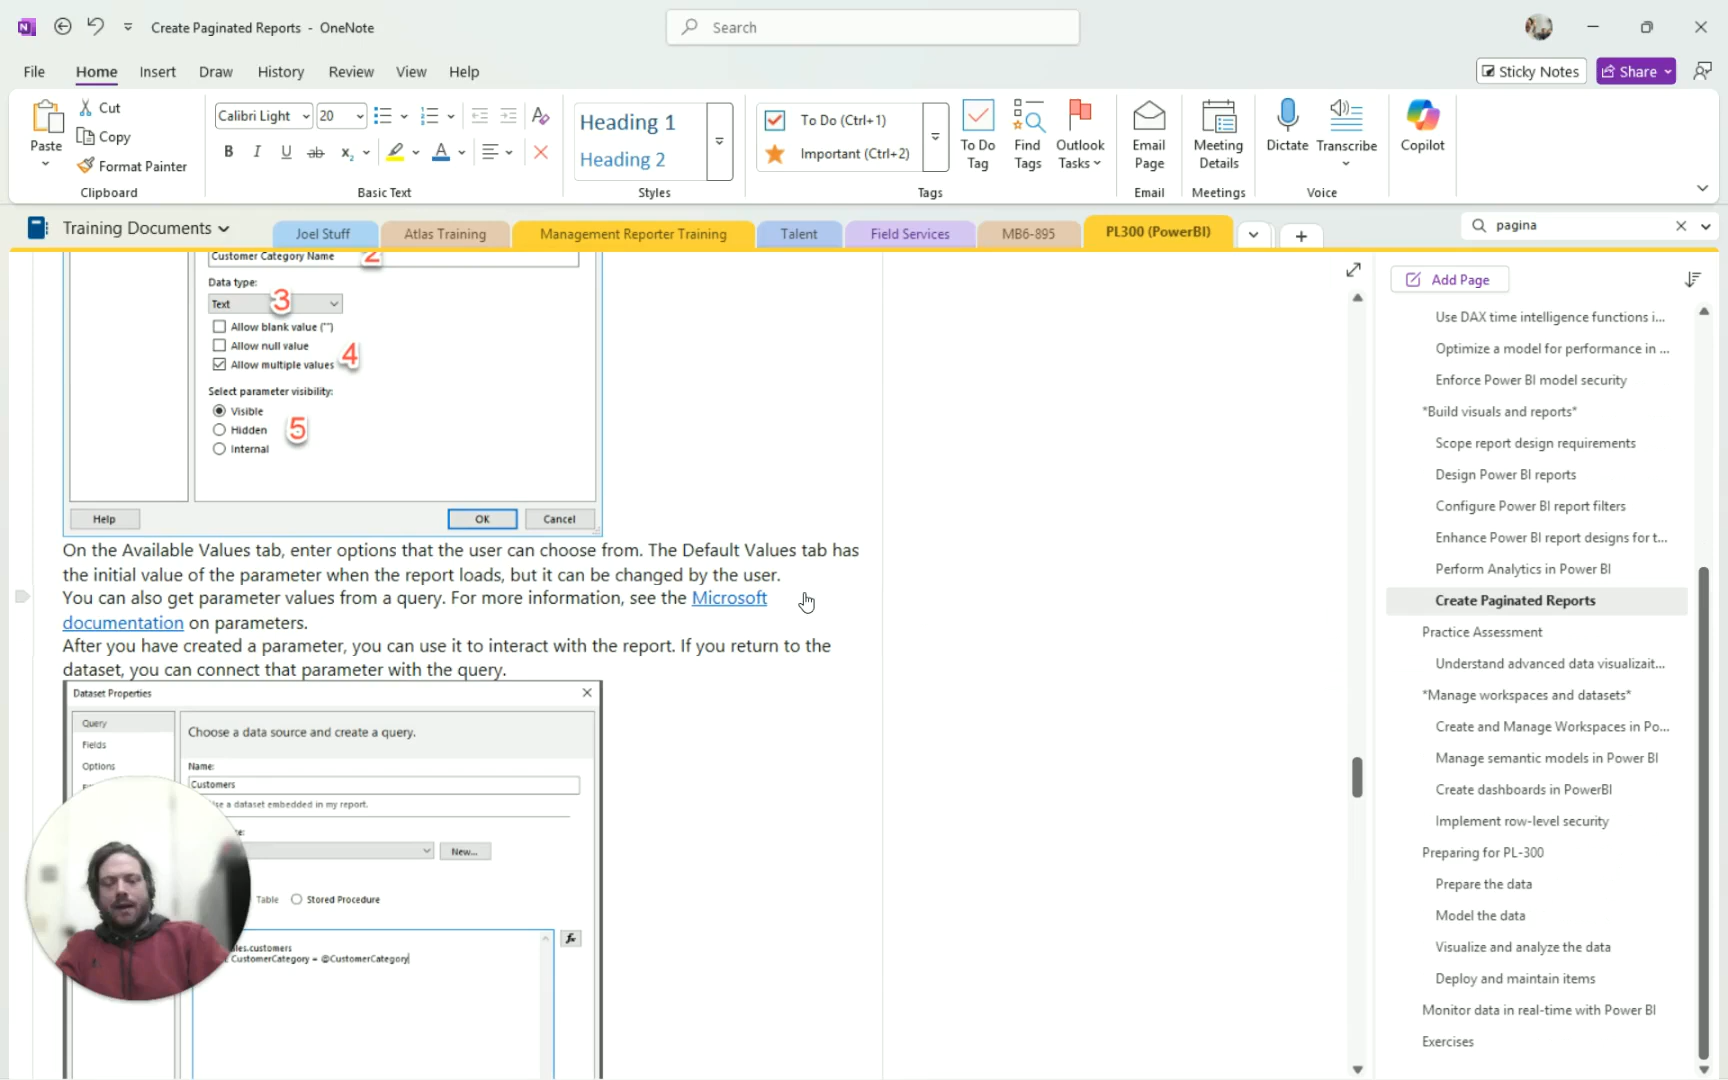 Create Paginated Reports - OneNote
Search
File Home Insert Draw History Review View Help
Sticky Notes
Share
Paste
Cut
Copy
Format Painter
Clipboard
Calibri Light 20
Basic Text
Heading 1
Heading 2
Styles
To Do (Ctrl+1)
Important (Ctrl+2)
To Do Tag
Find Tags
Outlook Tasks
Tags
Email Page
Email
Meeting Details
Meetings
Dictate
Transcribe
Voice
Copilot
Training Documents
Joel Stuff
Atlas Training
Management Reporter Training
Talent
Field Services
MB6-895
PL300 (PowerBI)
pagina
Customer Category Name
2
Data type:
Text
3
Allow blank value ("")
Allow null value
Allow multiple values
4
Select parameter visibility:
Visible
Hidden
Internal
5
Help OK Cancel
On the Available Values tab, enter options that the user can choose from. The Default Values tab has
the initial value of the parameter when the report loads, but it can be changed by the user.
You can also get parameter values from a query. For more information, see the Microsoft
documentation on parameters.
After you have created a parameter, you can use it to interact with the report. If you return to the
dataset, you can connect that parameter with the query.
Dataset Properties
Query
Fields
Options
Choose a data source and create a query.
Name:
Customers
se a dataset embedded in my report.
New...
Table Stored Procedure
les.customers
CustomerCategory = @CustomerCategory
fx
Add Page
Use DAX time intelligence functions i...
Optimize a model for performance in ...
Enforce Power BI model security
*Build visuals and reports*
Scope report design requirements
Design Power BI reports
Configure Power BI report filters
Enhance Power BI report designs for t...
Perform Analytics in Power BI
Create Paginated Reports
Practice Assessment
Understand advanced data visualizait...
*Manage workspaces and datasets*
Create and Manage Workspaces in Po...
Manage semantic models in Power BI
Create dashboards in PowerBI
Implement row-level security
Preparing for PL-300
Prepare the data
Model the data
Visualize and analyze the data
Deploy and maintain items
Monitor data in real-time with Power BI
Exercises